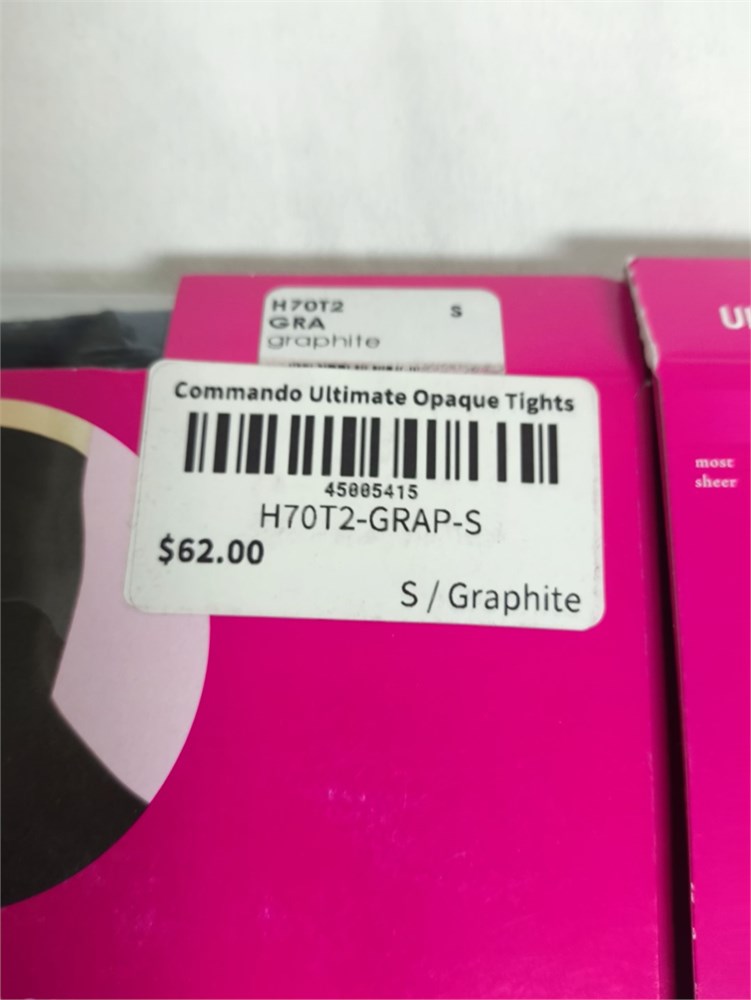 H70T2 S
GRA
graphite
Commando Ultimate Opaque Tights
45005415
H70T2-GRAP-S
$62.00
S / Graphite
most
sheer